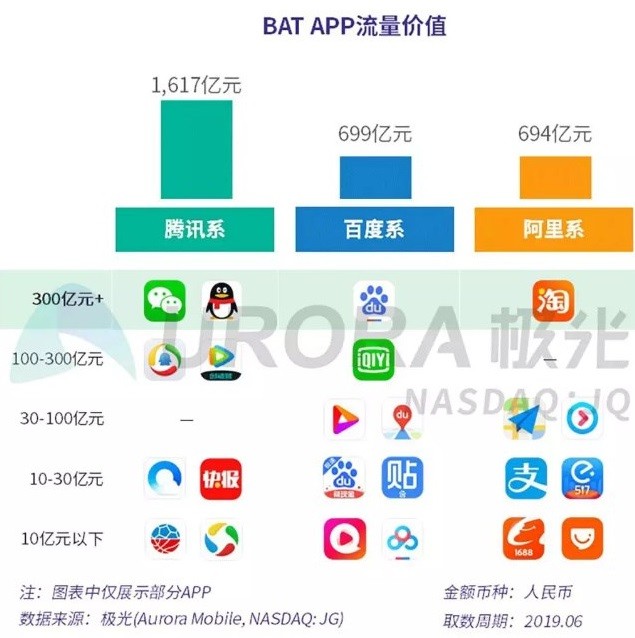 BAT APP流量价值
1,617亿元
699亿元
694亿元
腾讯系
百度系
阿里系
300亿元+
du
淘
URORA 极光
100-300亿元
iQIYI
—
NASDAQ: JQ
30-100亿元
—
du
10-30亿元
快报
du
贴
支
517
10亿元以下
1688
注：图表中仅展示部分APP
金额币种：人民币
数据来源：极光(Aurora Mobile, NASDAQ: JG)
取数周期：2019.06